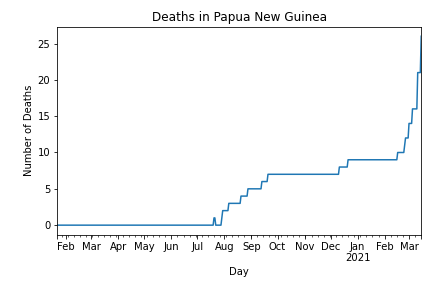 Deaths in Papua New Guinea
Number of Deaths
25
20
15
10
5
0
Feb Mar Apr May Jun Jul Aug Sep Oct Nov Dec Jan Feb Mar
2021
Day